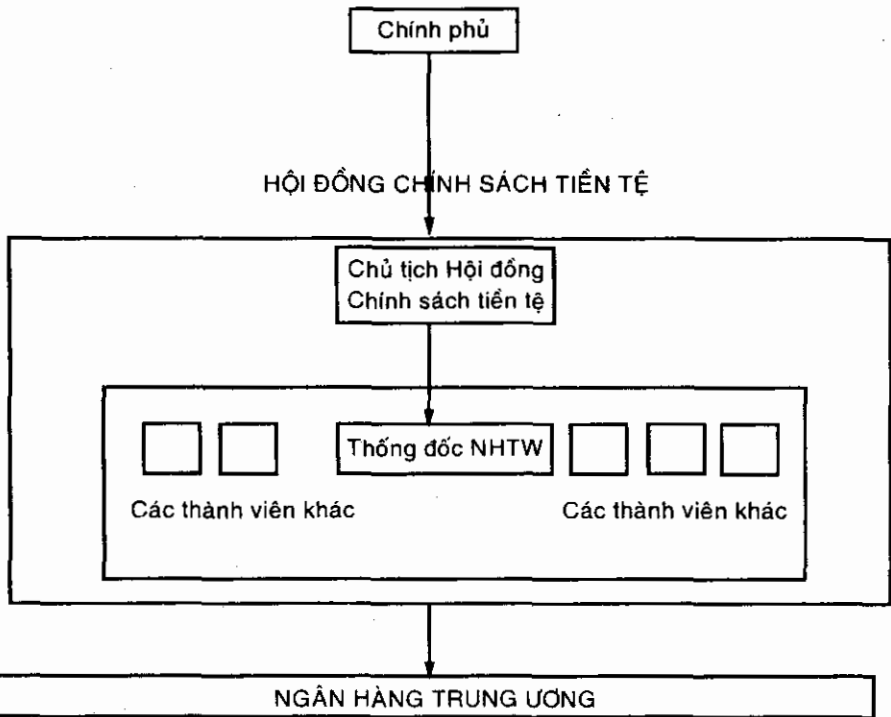 Chính phủ
HỘI ĐỒNG CHÍNH SÁCH TIỀN TỆ
Chủ tịch Hội đồng
Chính sách tiền tệ
Thống đốc NHTW
Các thành viên khác
Các thành viên khác
NGÂN HÀNG TRUNG ƯƠNG